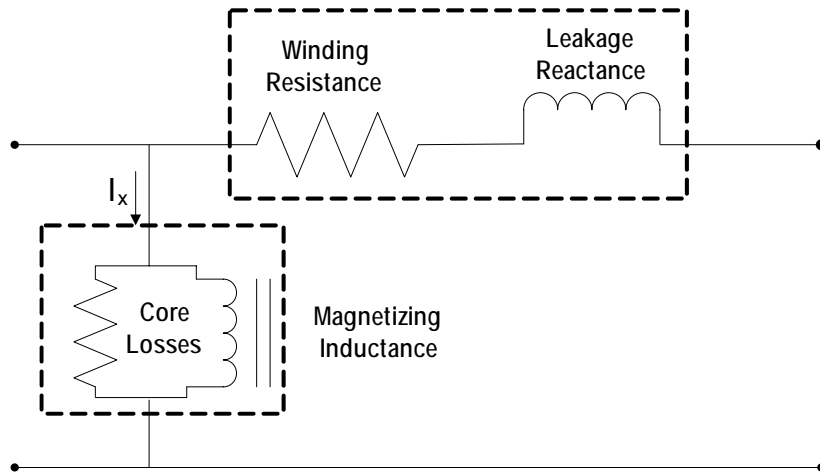 Winding
Resistance
Leakage
Reactance
Ix
Core
Losses
Magnetizing
Inductance